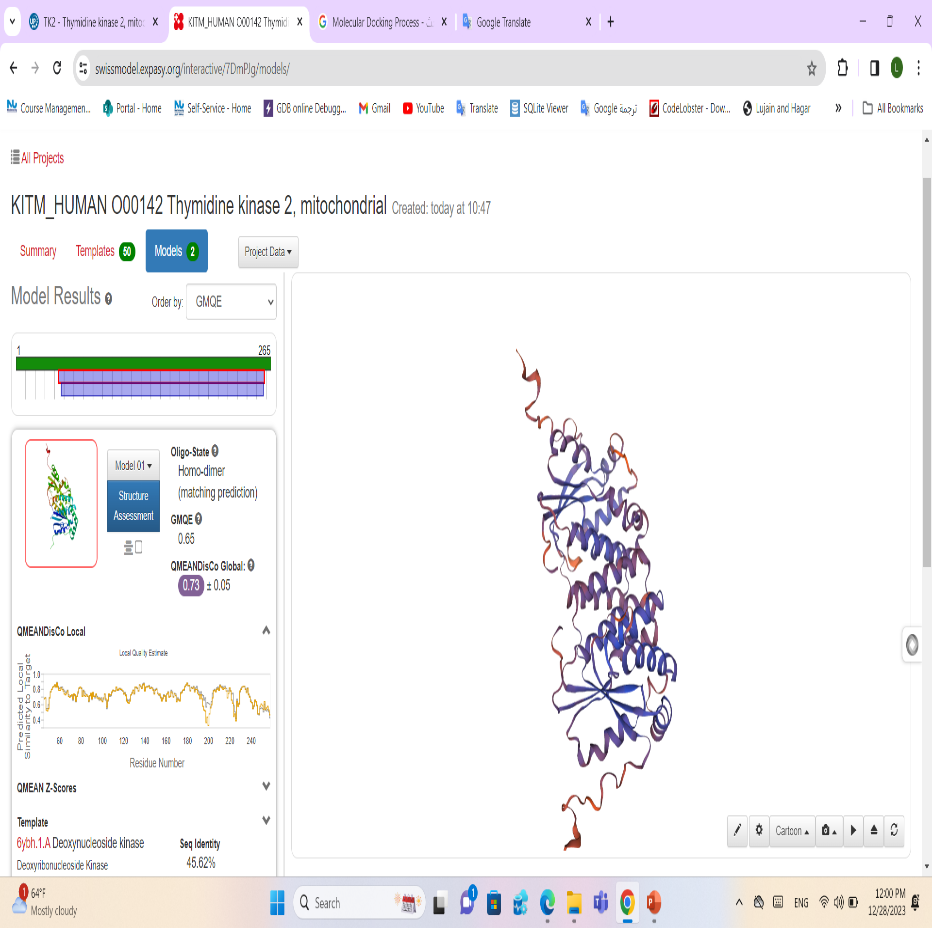 TK2 - Thymidine kinase 2, mitoc
KITM_HUMAN O00142 Thymidi
Molecular Docking Process -
Google Translate
swissmodel.expasy.org/interactive/7DmPJg/models/
Course Managemen...
Portal - Home
Self-Service - Home
GDB online Debugg...
Gmail
YouTube
Translate
SQLite Viewer
ترجمة Google
CodeLobster - Dow...
Lujain and Hagar
»
All Bookmarks
All Projects
KITM_HUMAN O00142 Thymidine kinase 2, mitochondrial Created: today at 10:47
Summary
Templates 50
Models 2
Project Data
Model Results
Order by: GMQE
1 265
Model 01
Structure
Assessment
Oligo-State
Homo-dimer
(matching prediction)
GMQE
0.65
QMEANDisCo Global:
0.73 ± 0.05
QMEANDisCo Local
Local Quality Estimate
Predicted Local
Similarity to Target
1.0
0.8
0.6
0.4
60 80 100 120 140 160 180 200 220 240
Residue Number
QMEAN Z-Scores
Template
6ybh.1.A Deoxynucleoside kinase
Deoxyribonucleoside Kinase
Seq Identity
45.62%
Cartoon
1
64°F
Mostly cloudy
Search
1
ENG
12:00 PM
12/28/2023